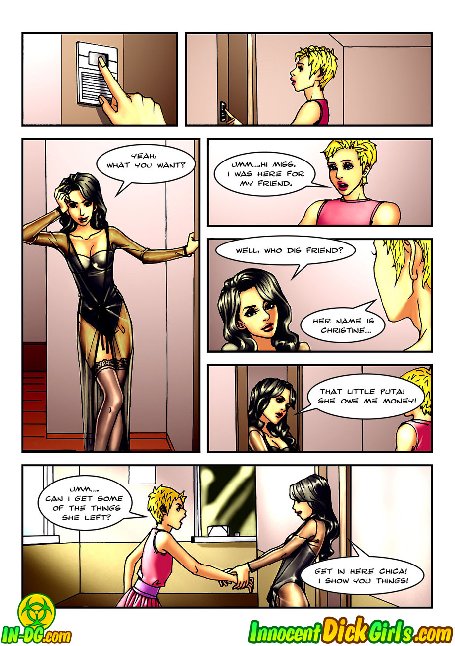 YEAH,
WHAT YOU WANT?
UMM...HI MISS,
I WAS HERE FOR
MY FRIEND.
WELL, WHO DIS FRIEND?
HER NAME IS
CHRISTINE...
THAT LITTLE PUTA!
SHE OWE ME MONEY!
UMM...
CAN I GET SOME
OF THE THINGS
SHE LEFT?
GET IN HERE CHICA!
I SHOW YOU THINGS!
IN-DG.com
InnocentDickGirls.com